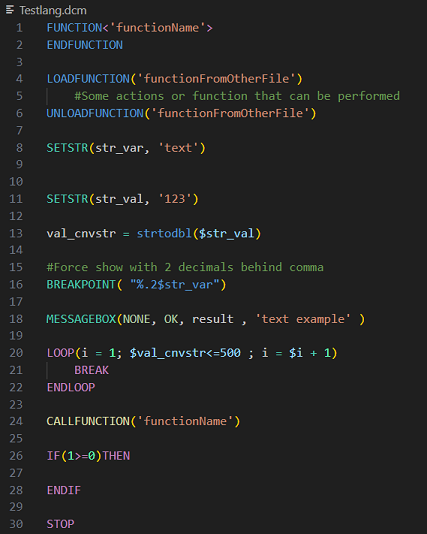 Testlang.dcm
1 FUNCTION<'functionName'>
2 ENDFUNCTION
3
4 LOADFUNCTION('functionFromOtherFile')
5 #Some actions or function that can be performed
6 UNLOADFUNCTION('functionFromOtherFile')
7
8 SETSTR(str_var, 'text')
9
10
11 SETSTR(str_val, '123')
12
13 val_cnvstr = strtodbl($str_val)
14
15 #Force show with 2 decimals behind comma
16 BREAKPOINT( "%.2$str_var")
17
18 MESSAGEBOX(NONE, OK, result , 'text example' )
19
20 LOOP(i = 1; $val_cnvstr<=500 ; i = $i + 1)
21 BREAK
22 ENDLOOP
23
24 CALLFUNCTION('functionName')
25
26 IF(1>=0)THEN
27
28 ENDIF
29
30 STOP